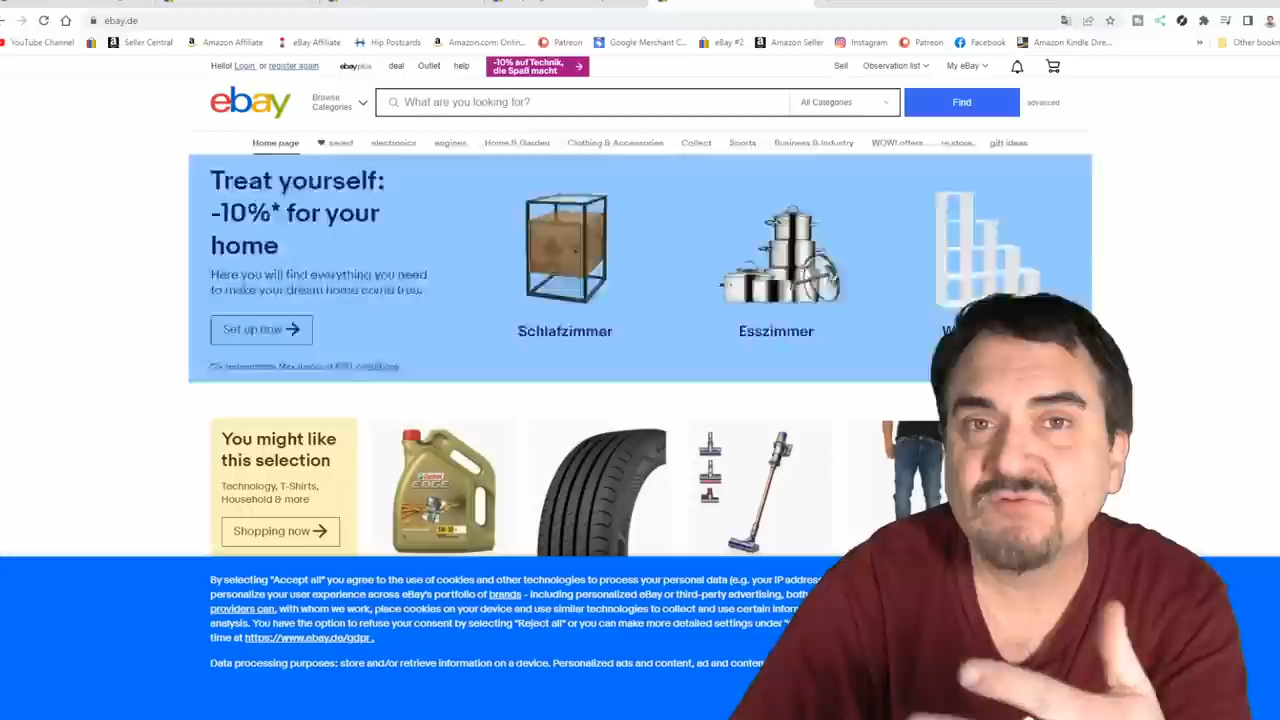 ebay.de
YouTube Channel
Seller Central
Amazon Affiliate
eBay Affiliate
Hip Postcards
Amazon.com: Onlin...
Patreon
Google Merchant C...
eBay #2
Amazon Seller
Instagram
Patreon
Facebook
Amazon Kindle Dire...
»
Other bookm
Hello! Login or register again
ebayplus
deal
Outlet
help
-10% auf Technik,
die Spaß macht
Sell
Observation list
My eBay
ebay
Browse
Categories
What are you looking for?
All Categories
Find
advanced
Home page
saved
electronics
engines
Home & Garden
Clothing & Accessories
Collect
Sports
Business & Industry
WOW! offers
re:store.
gift ideas
Treat yourself:
-10%* for your
home
Here you will find everything you need
to make your dream home come true.
Set up now
Schlafzimmer
Esszimmer
W
You might like
this selection
Technology, T-Shirts,
Household & more
Shopping now
Castrol
EDGE
5W-30
By selecting "Accept all" you agree to the use of cookies and other technologies to process your personal data (e.g. your IP address
personalize your user experience across eBay's portfolio of brands - including personalized eBay or third-party advertising, both
providers can, with whom we work, place cookies on your device and use similar technologies to collect and use certain inform
analysis. You have the option to refuse your consent by selecting "Reject all" or you can make more detailed settings under "
time at https://www.ebay.de/gdpr .
Data processing purposes: store and/or retrieve information on a device. Personalized ads and content, ad and conten